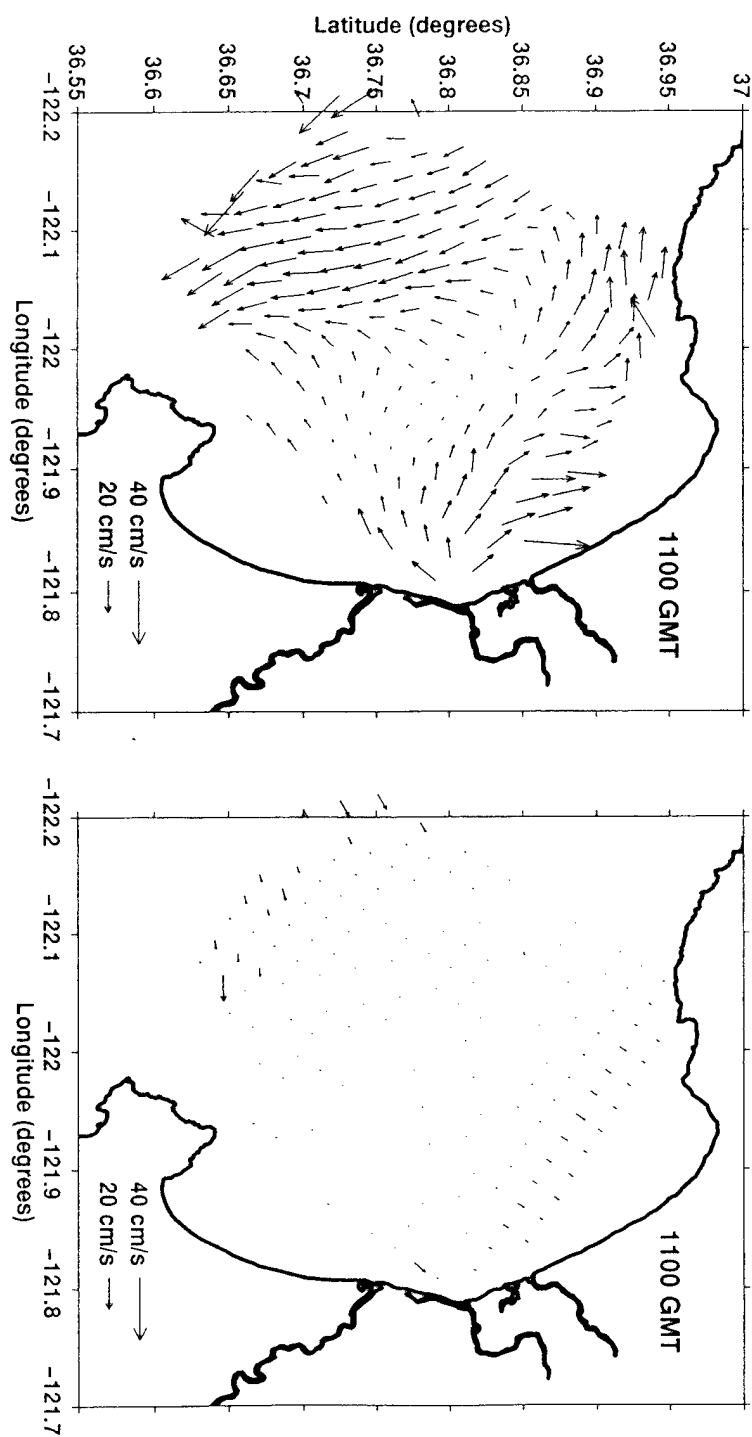 1100 GMT
Latitude (degrees)
37
36.95
36.9
36.85
36.8
36.75
36.7
36.65
36.6
36.55
40 cm/s
20 cm/s
-122.2 -122.1 -122 -121.9 -121.8 -121.7
Longitude (degrees)
1100 GMT
40 cm/s
20 cm/s
-122.2 -122.1 -122 -121.9 -121.8 -121.7
Longitude (degrees)